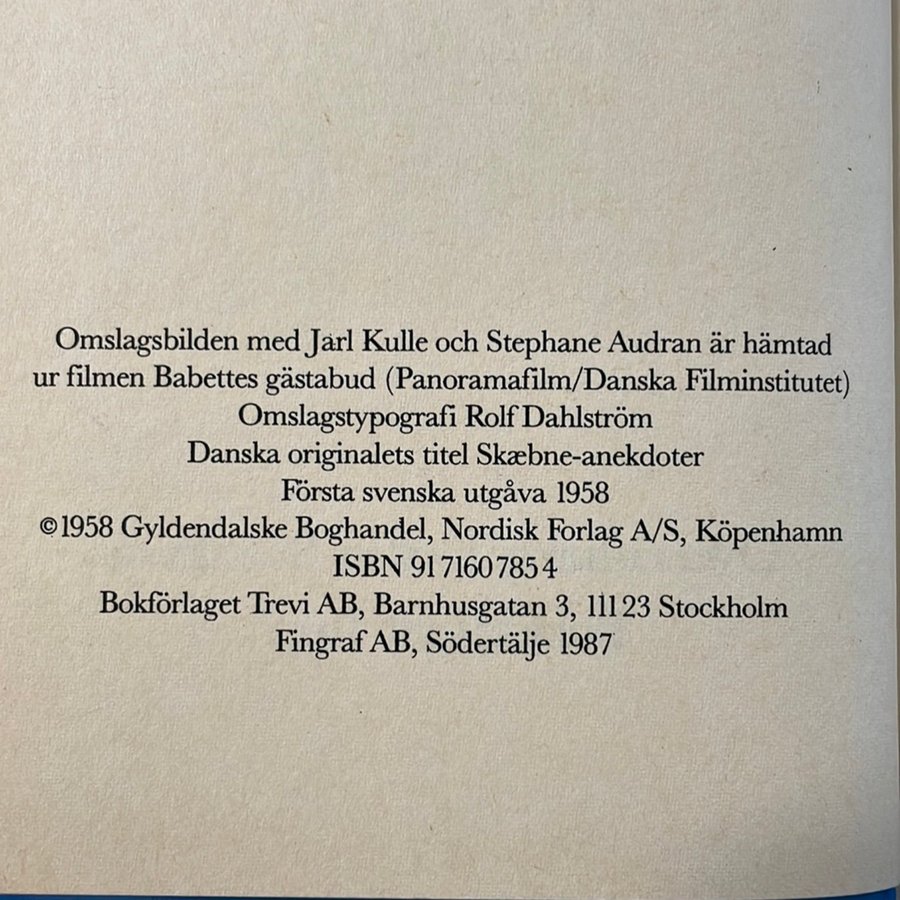 Omslagsbilden med Jarl Kulle och Stephane Audran är hämtad
ur filmen Babettes gästabud (Panoramafilm/Danska Filminstitutet)
Omslagstypografi Rolf Dahlström
Danska originalets titel Skæbne-anekdoter
Första svenska utgåva 1958
©1958 Gyldendalske Boghandel, Nordisk Forlag A/S, Köpenhamn
ISBN 91 7160 785 4
Bokförlaget Trevi AB, Barnhusgatan 3, 111 23 Stockholm
Fingraf AB, Södertälje 1987